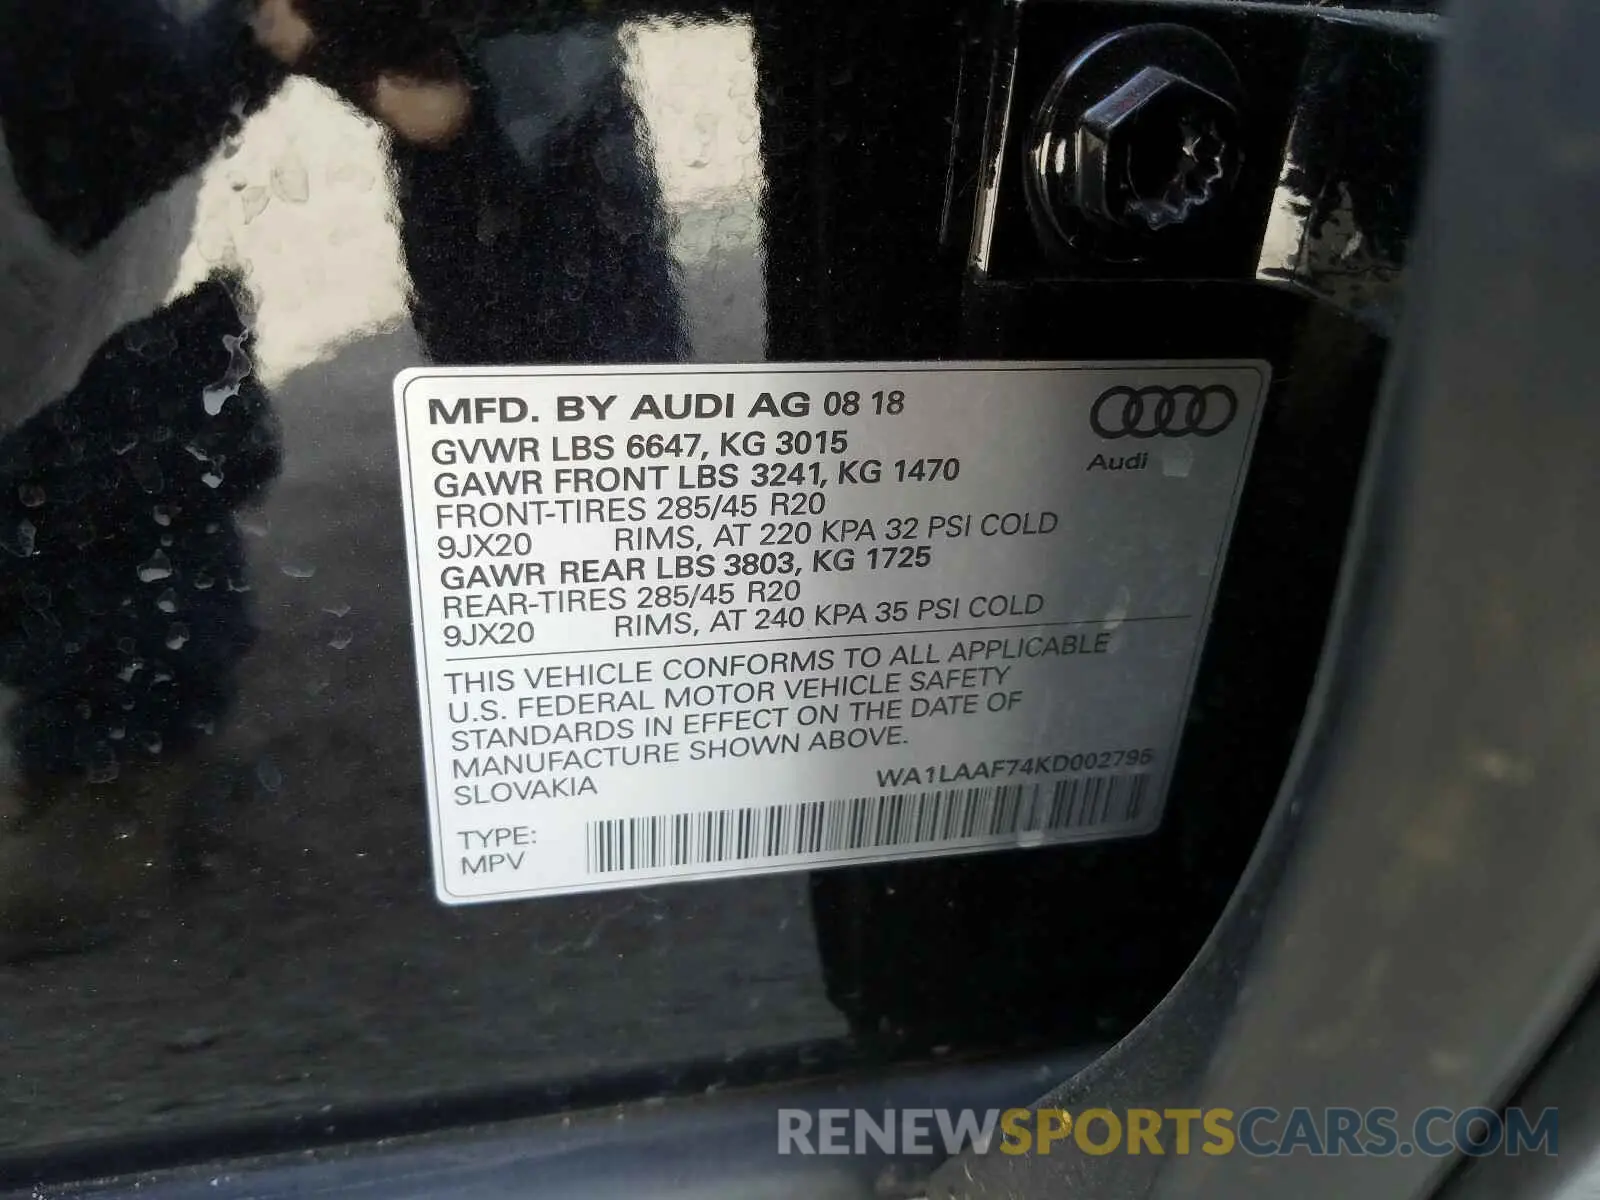 MFD. BY AUDI AG 08 18
GVWR LBS 6647, KG 3015
GAWR FRONT LBS 3241, KG 1470
FRONT-TIRES 285/45 R20
9JX20 RIMS, AT 220 KPA 32 PSI COLD
GAWR REAR LBS 3803, KG 1725
REAR-TIRES 285/45 R20
9JX20 RIMS, AT 240 KPA 35 PSI COLD
Audi
THIS VEHICLE CONFORMS TO ALL APPLICABLE
U.S. FEDERAL MOTOR VEHICLE SAFETY
STANDARDS IN EFFECT ON THE DATE OF
MANUFACTURE SHOWN ABOVE.
SLOVAKIA WA1LAAF74KD002795
TYPE:
MPV
RENEWSPORTSCARS.COM